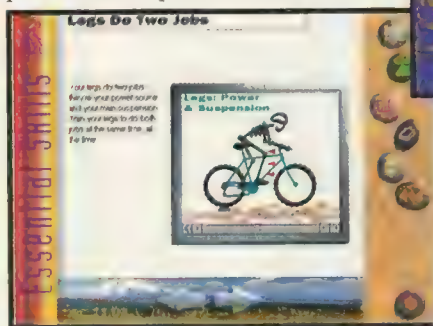 Legs Do Two Jobs
Essential Skills
Your legs do two jobs
they're your power source
and your main suspension
Train your legs to do both
jobs at the same time, all
the time
Legs: Power
& Suspension